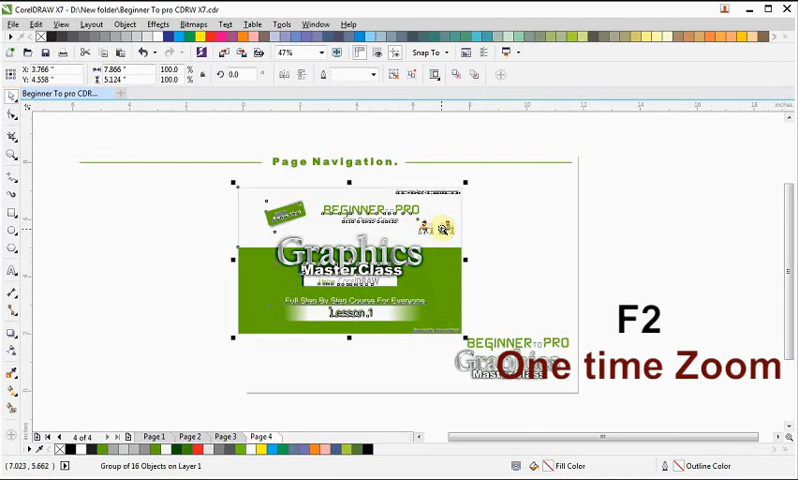 CorelDRAW X7 - D:\New folder\Beginner To pro CDRW X7.cdr
File Edit View Layout Object Effects Bitmaps Text Table Tools Window Help
47% Snap To
X: 3.766 " 7.866 " 100.0 %
Y: 4.558 " 5.124 " 100.0 % 0.0
Beginner To pro CDR...
Page Navigation.
BEGINNER TO PRO
Graphics
MasterClass
CorelDRAW
Full Step By Step Course For Everyone
Lesson 1
F2
BEGINNER TO PRO
Graphics
MasterClass
One time Zoom
4 of 4 Page 1 Page 2 Page 3 Page 4
(7.023, 5.662) Group of 16 Objects on Layer 1 Fill Color Outline Color